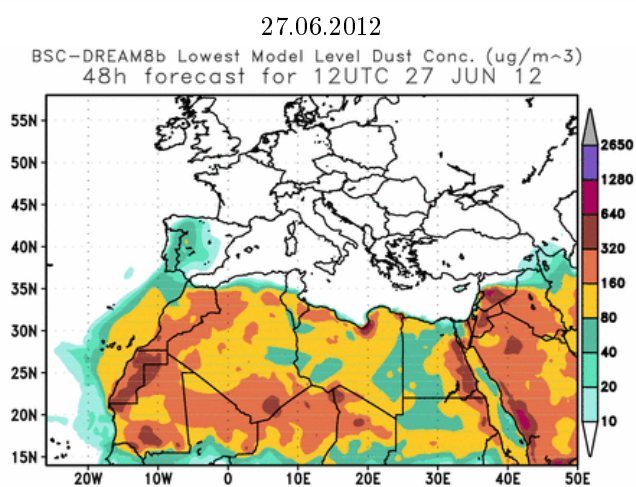 27.06.2012
BSC-DREAM8b Lowest Model Level Dust Conc. (ug/m^3)
48h forecast for 12UTC 27 JUN 12
55N
50N
45N
40N
35N
30N
25N
20N
15N
20W
10W
0
10E
20E
30E
40E
50E
2650
1280
640
320
160
80
40
20
10